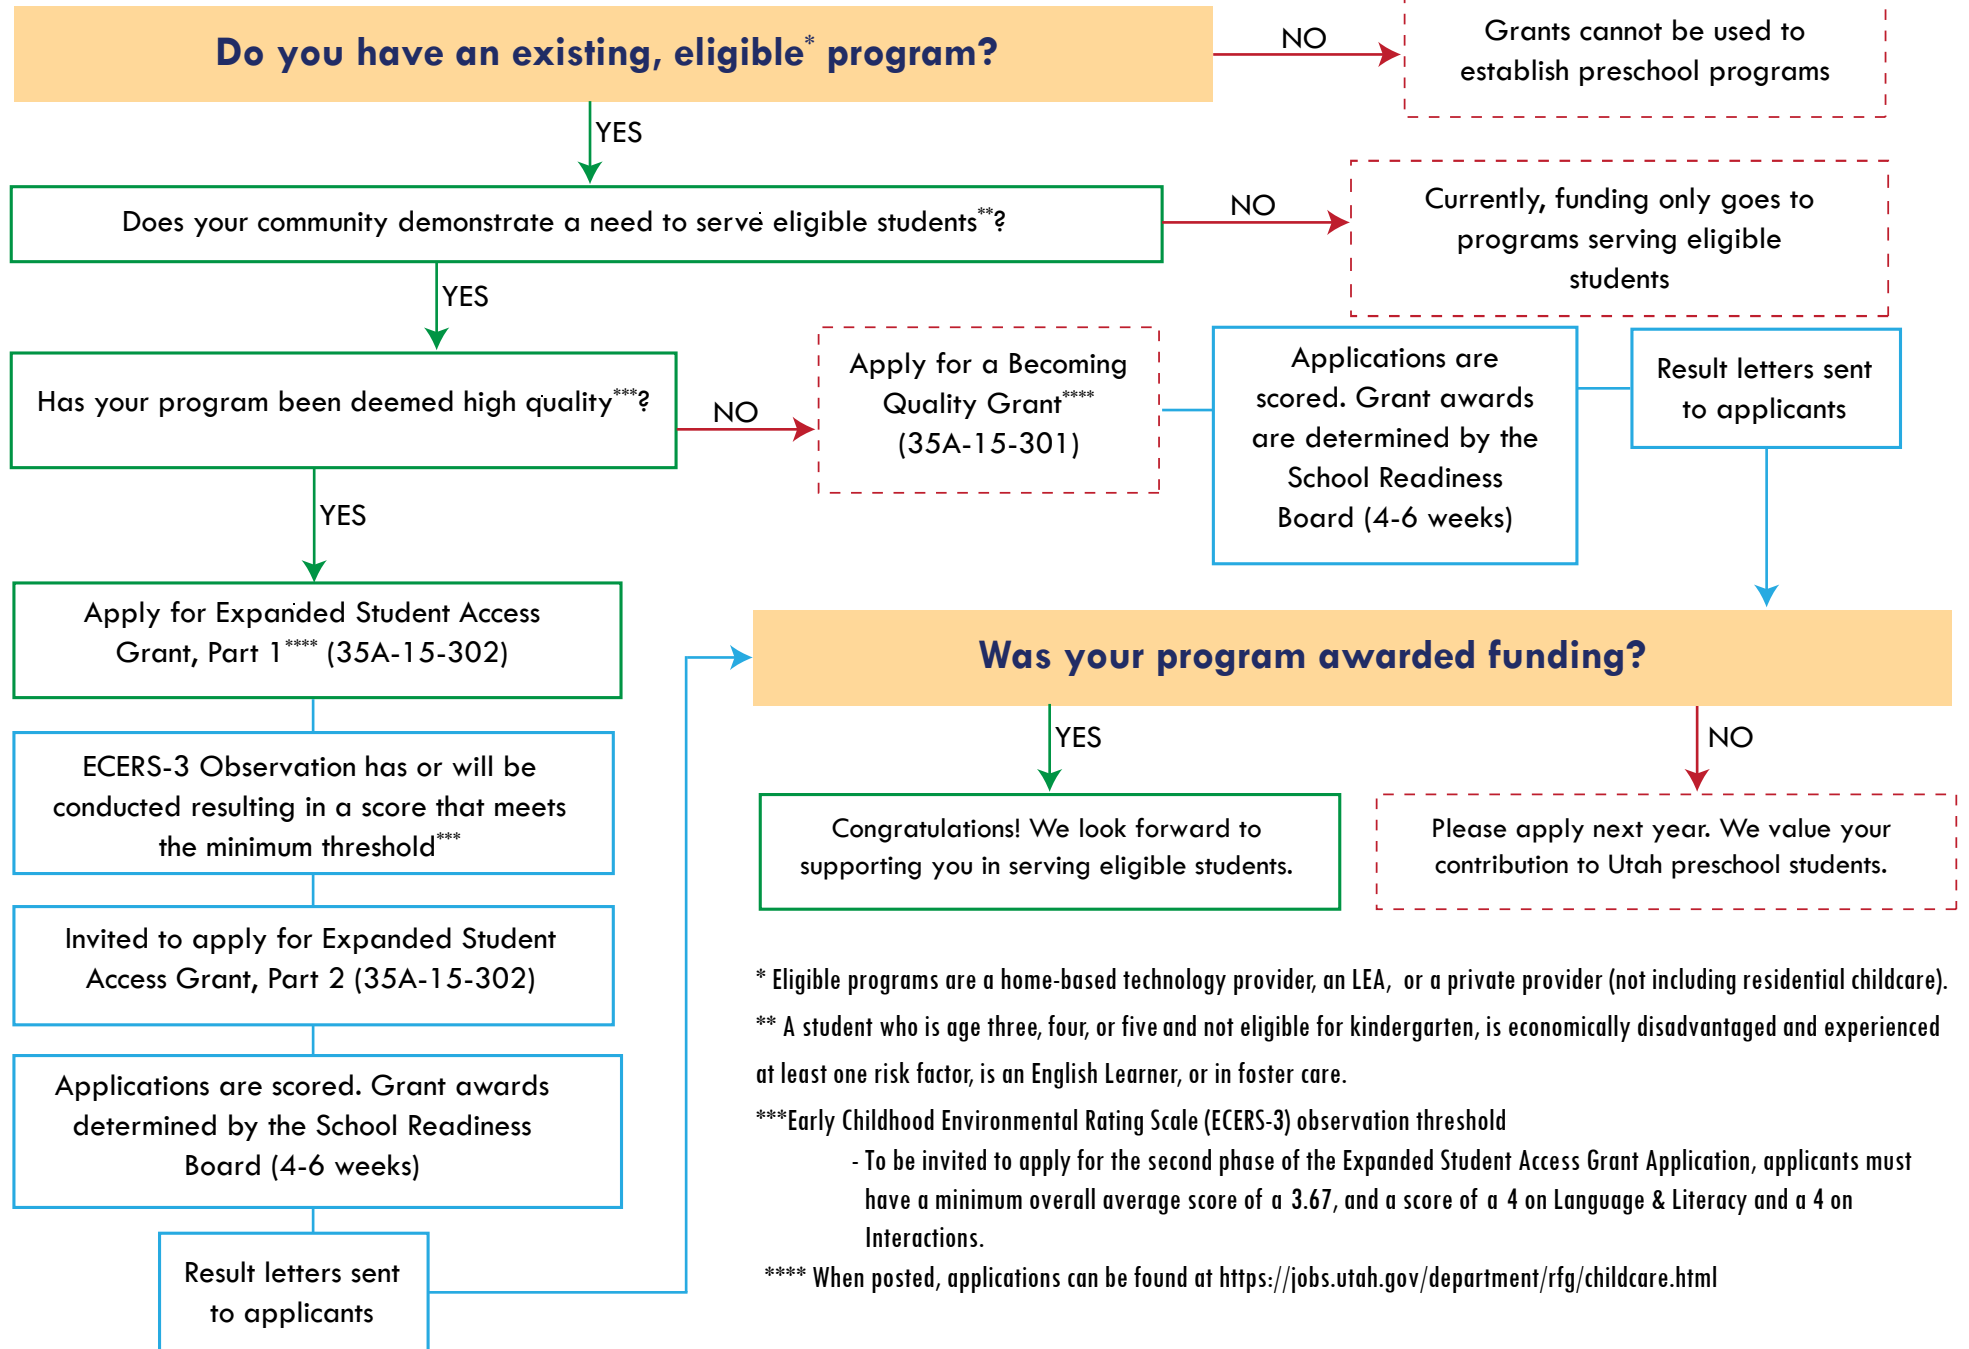 Do you have an existing, eligible* program?
NO
Grants cannot be used to
establish preschool programs
YES
Does your community demonstrate a need to serve eligible students**?
NO
Currently, funding only goes to
programs serving eligible
students
YES
Has your program been deemed high quality***?
NO
Apply for a Becoming
Quality Grant****
(35A-15-301)
Applications are
scored. Grant awards
are determined by the
School Readiness
Board (4-6 weeks)
Result letters sent
to applicants
YES
Apply for Expanded Student Access
Grant, Part 1**** (35A-15-302)
ECERS-3 Observation has or will be
conducted resulting in a score that meets
the minimum threshold***
Invited to apply for Expanded Student
Access Grant, Part 2 (35A-15-302)
Applications are scored. Grant awards
determined by the School Readiness
Board (4-6 weeks)
Result letters sent
to applicants
Was your program awarded funding?
YES
NO
Congratulations! We look forward to
supporting you in serving eligible students.
Please apply next year. We value your
contribution to Utah preschool students.
* Eligible programs are a home-based technology provider, an LEA, or a private provider (not including residential childcare).
** A student who is age three, four, or five and not eligible for kindergarten, is economically disadvantaged and experienced
at least one risk factor, is an English Learner, or in foster care.
***Early Childhood Environmental Rating Scale (ECERS-3) observation threshold
- To be invited to apply for the second phase of the Expanded Student Access Grant Application, applicants must
have a minimum overall average score of a 3.67, and a score of a 4 on Language & Literacy and a 4 on
Interactions.
**** When posted, applications can be found at https://jobs.utah.gov/department/rfg/childcare.html